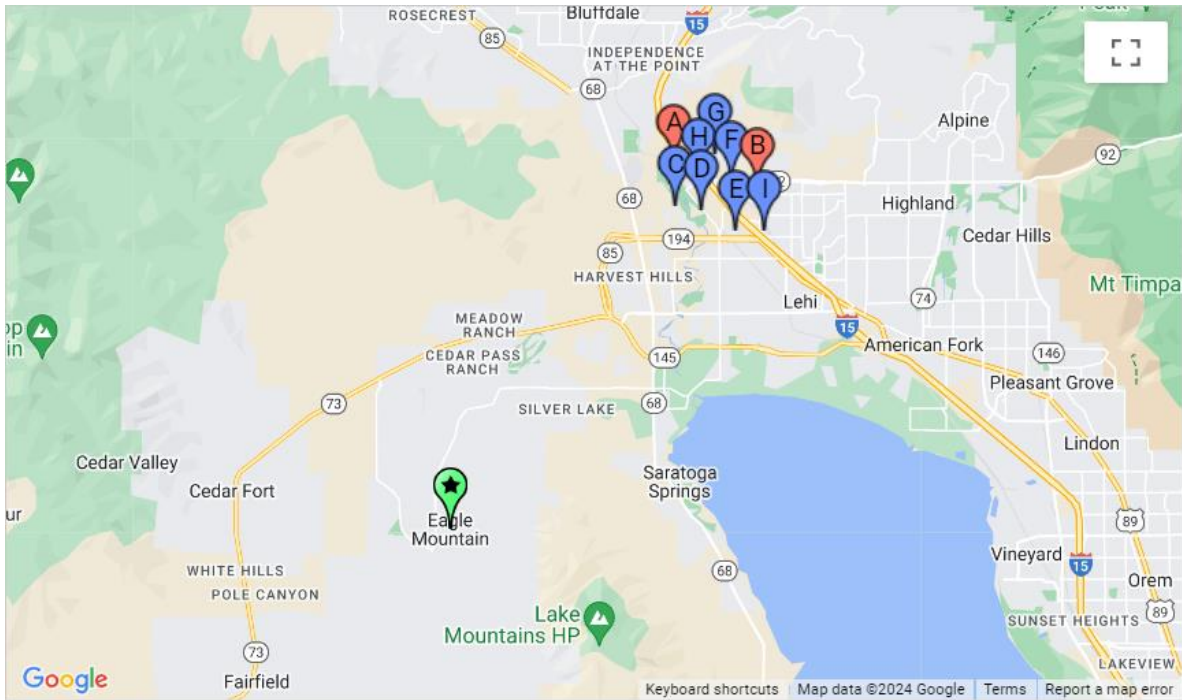 ROSECREST
Bluffdale
15
85
INDEPENDENCE
AT THE POINT
68
A
G
H
F
B
C
D
E
I
Alpine
92
68
Highland
194
Cedar Hills
85
HARVEST HILLS
Mt Timpa
Lehi
74
MEADOW
RANCH
15
American Fork
CEDAR PASS
RANCH
145
146
Pleasant Grove
73
SILVER LAKE
68
Lindon
Cedar Valley
Saratoga
Springs
Cedar Fort
Eagle
Mountain
89
Vineyard
15
Orem
WHITE HILLS
POLE CANYON
68
89
Lake
Mountains HP
SUNSET HEIGHTS
73
LAKEVIEW
Fairfield
Google
Keyboard shortcuts
Map data ©2024 Google
Terms
Report a map error